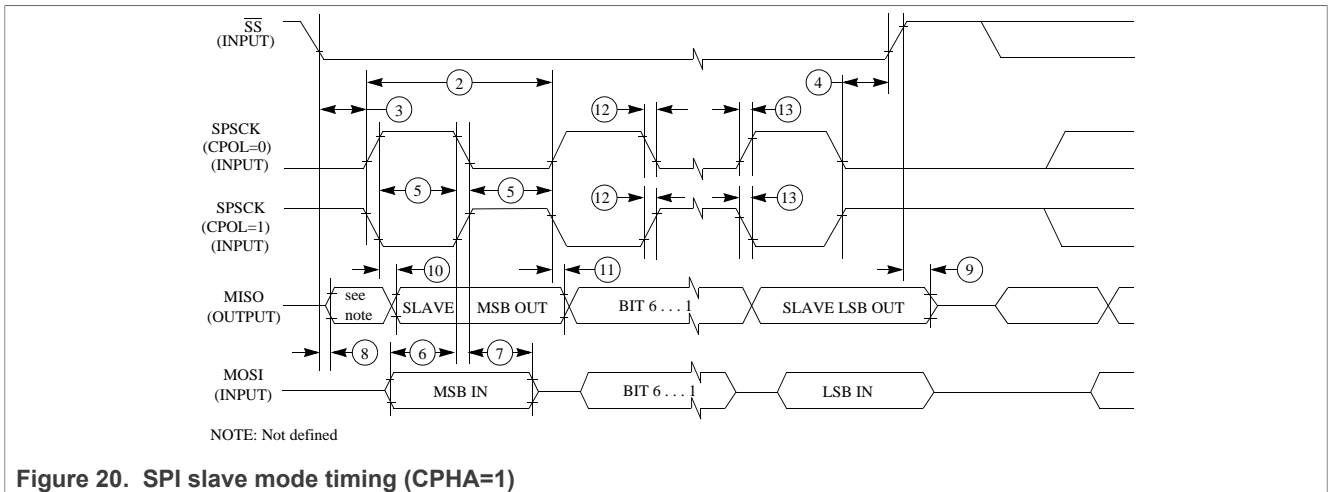 SS
(INPUT)
2
4
3
12
13
SPSCK
(CPOL=0)
(INPUT)
5
5
12
13
SPSCK
(CPOL=1)
(INPUT)
10
11
9
MISO
(OUTPUT)
see
note
SLAVE
MSB OUT
BIT 6 . . . 1
SLAVE LSB OUT
8
6
7
MOSI
(INPUT)
MSB IN
BIT 6 . . . 1
LSB IN
NOTE: Not defined
Figure 20. SPI slave mode timing (CPHA=1)